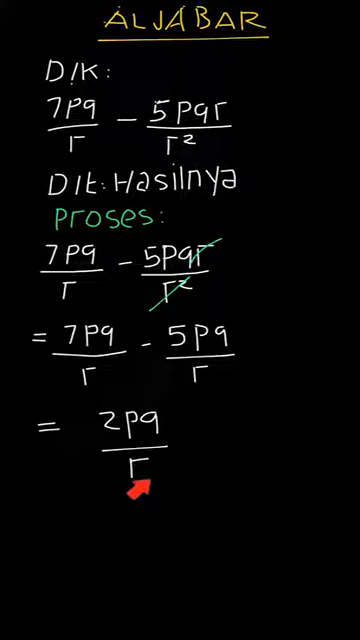 ALJABAR
DIK:
7pq/r - 5pqr/r²
DIt: Hasilnya
Proses:
7pq/r - 5pqr/r²
= 7pq/r - 5pq/r
= 2pq/r